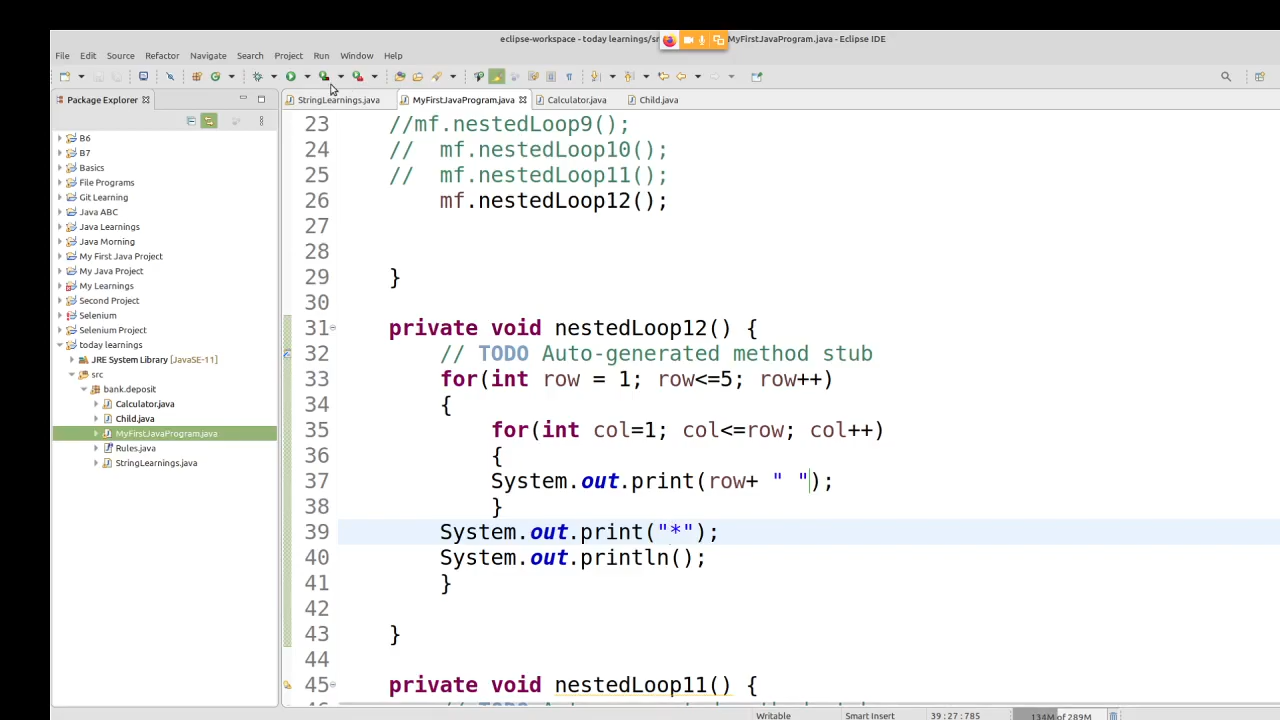 eclipse-workspace - today learnings/sr MyFirstJavaProgram.java - Eclipse IDE
File Edit Source Refactor Navigate Search Project Run Window Help
Package Explorer
StringLearnings.java MyFirstJavaProgram.java Calculator.java Child.java
B6
B7
Basics
File Programs
Git Learning
Java ABC
Java Learnings
Java Morning
My First Java Project
My Java Project
My Learnings
Second Project
Selenium
Selenium Project
today learnings
JRE System Library [JavaSE-11]
src
bank.deposit
Calculator.java
Child.java
MyFirstJavaProgram.java
Rules.java
StringLearnings.java
23 //mf.nestedLoop9();
24 // mf.nestedLoop10();
25 // mf.nestedLoop11();
26 mf.nestedLoop12();
27
28
29 }
30
31 private void nestedLoop12() {
32 // TODO Auto-generated method stub
33 for(int row = 1; row<=5; row++)
34 {
35 for(int col=1; col<=row; col++)
36 {
37 System.out.print(row+ " ");
38 }
39 System.out.print("*");
40 System.out.println();
41 }
42
43 }
44
45 private void nestedLoop11() {
Writable Smart Insert 39:27:785 134M of 289M